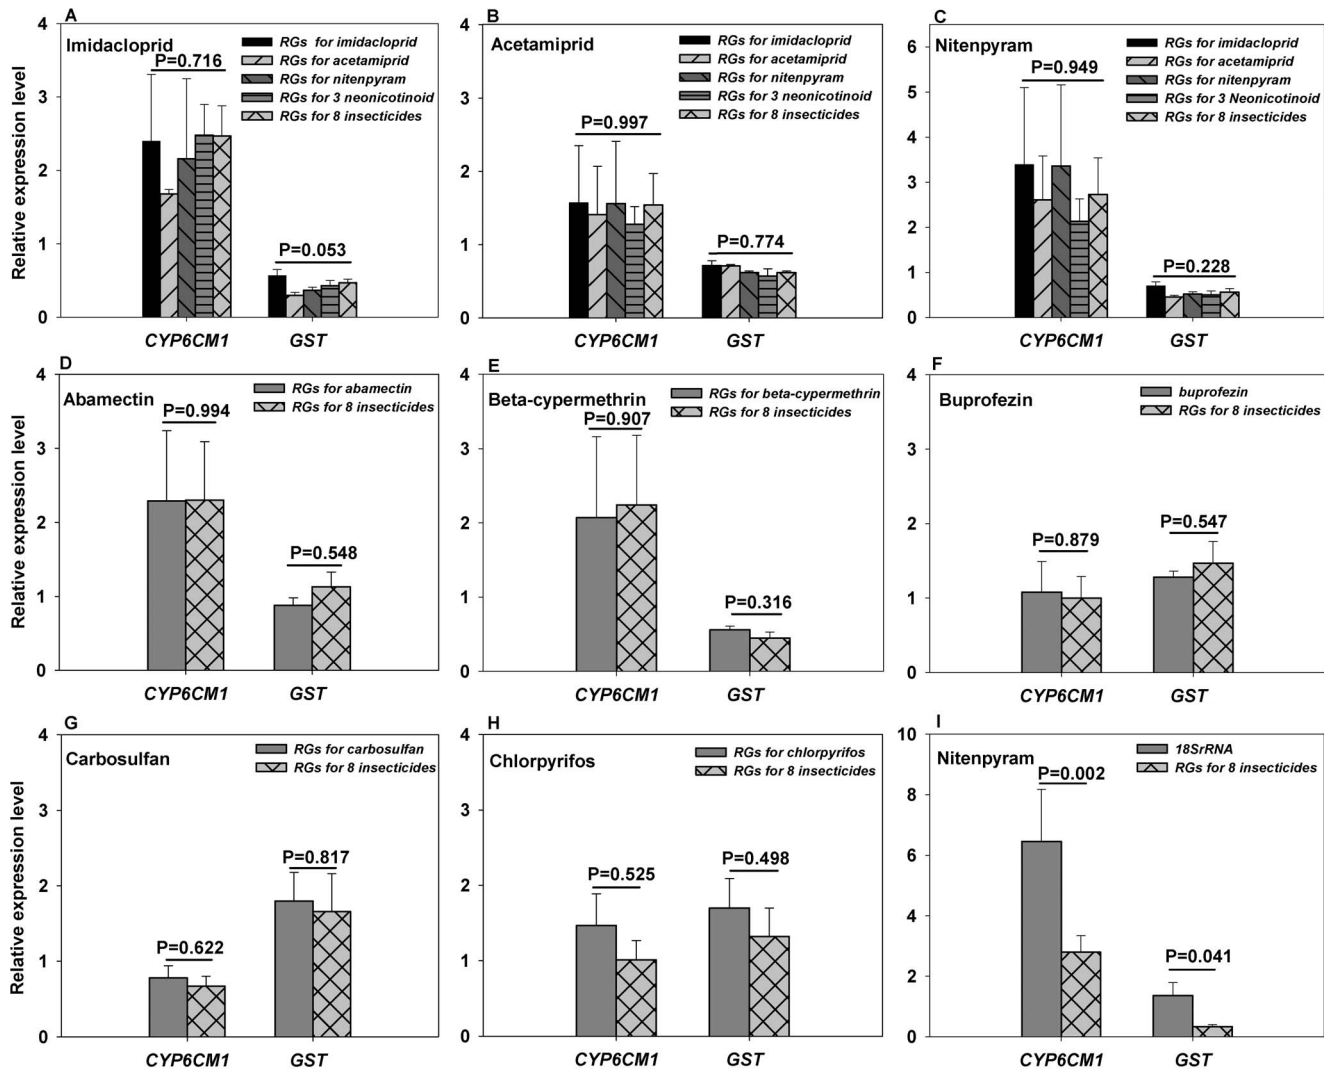 A
Imidacloprid
RGs for imidacloprid
RGs for acetamiprid
RGs for nitenpyram
RGs for 3 neonicotinoid
RGs for 8 insecticides
P=0.716
P=0.053
Relative expression level
4
3
2
1
0
CYP6CM1
GST
B
Acetamiprid
RGs for imidacloprid
RGs for acetamiprid
RGs for nitenpyram
RGs for 3 neonicotinoid
RGs for 8 insecticides
P=0.997
P=0.774
4
3
2
1
0
CYP6CM1
GST
C
Nitenpyram
RGs for imidacloprid
RGs for acetamiprid
RGs for nitenpyram
RGs for 3 Neonicotinoid
RGs for 8 insecticides
P=0.949
P=0.228
6
5
4
3
2
1
0
CYP6CM1
GST
D
Abamectin
RGs for abamectin
RGs for 8 insecticides
P=0.994
P=0.548
Relative expression level
4
3
2
1
0
CYP6CM1
GST
E
Beta-cypermethrin
RGs for beta-cypermethrin
RGs for 8 insecticides
P=0.907
P=0.316
4
3
2
1
0
CYP6CM1
GST
F
Buprofezin
buprofezin
RGs for 8 insecticides
P=0.879
P=0.547
4
3
2
1
0
CYP6CM1
GST
G
Carbosulfan
RGs for carbosulfan
RGs for 8 insecticides
P=0.622
P=0.817
Relative expression level
4
3
2
1
0
CYP6CM1
GST
H
Chlorpyrifos
RGs for chlorpyrifos
RGs for 8 insecticides
P=0.525
P=0.498
4
3
2
1
0
CYP6CM1
GST
I
Nitenpyram
18SrRNA
RGs for 8 insecticides
P=0.002
P=0.041
10
8
6
4
2
0
CYP6CM1
GST